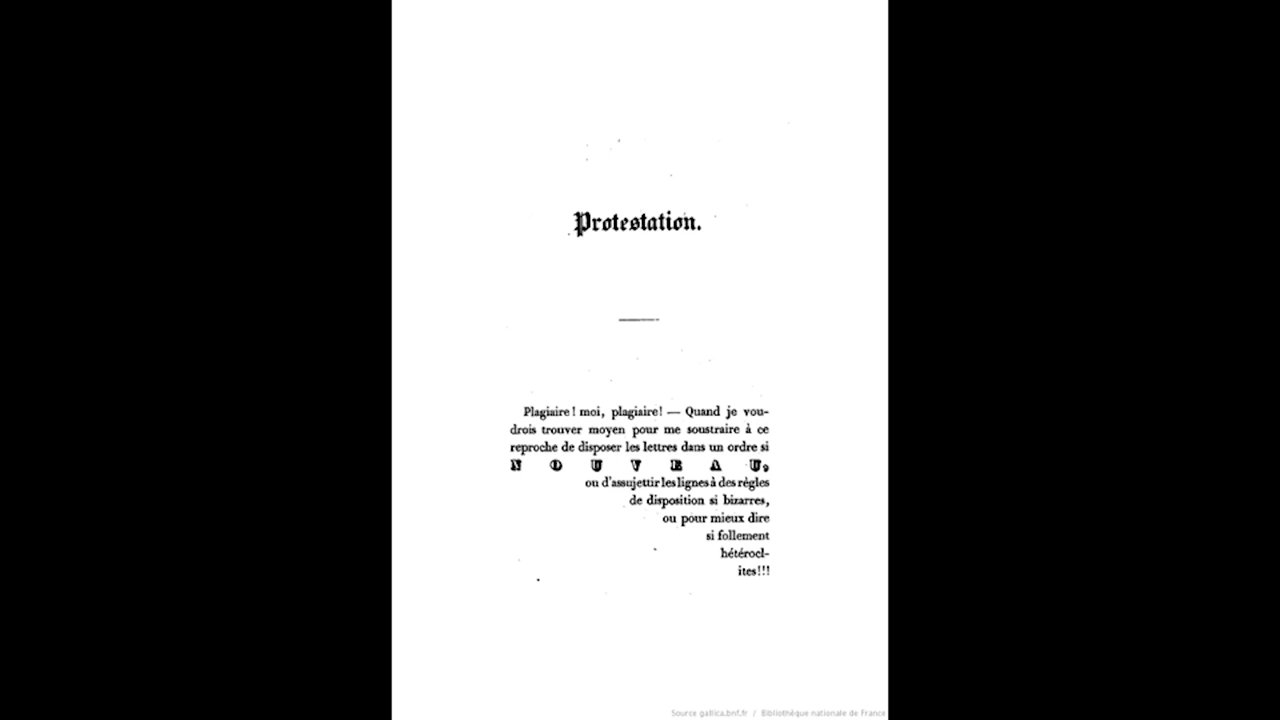 Protestation.
Plagiaire! moi, plagiaire! — Quand je vou-
drois trouver moyen pour me soustraire à ce
reproche de disposer les lettres dans un ordre si
N O U V E A U,
ou d'assujettir les lignes à des règles
de disposition si bizarres,
ou pour mieux dire
si follement
hétérocl-
ites!!!
Source gallica.bnf.fr / Bibliothèque nationale de France